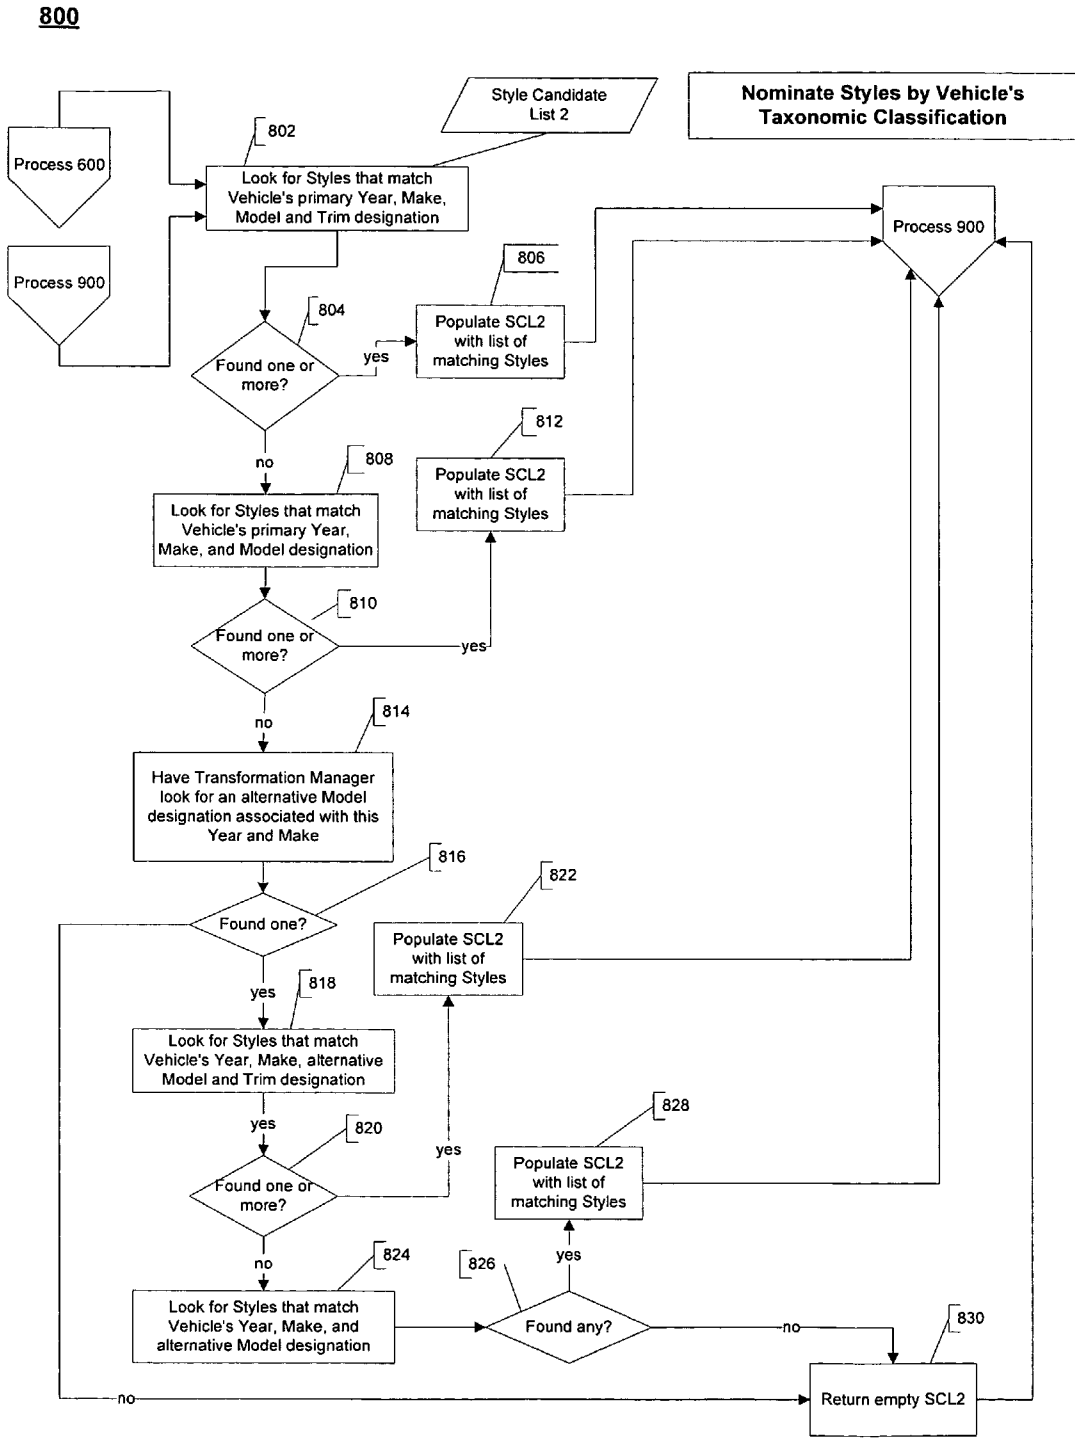 800
Style Candidate
List 2
Nominate Styles by Vehicle's
Taxonomic Classification
Process 600
802
Look for Styles that match
Vehicle's primary Year, Make,
Model and Trim designation
Process 900
Process 900
806
804
Populate SCL2
with list of
matching Styles
Found one or
more?
yes
812
no
808
Populate SCL2
with list of
matching Styles
Look for Styles that match
Vehicle's primary Year,
Make, and Model designation
810
Found one or
more?
yes
no
814
Have Transformation Manager
look for an alternative Model
designation associated with this
Year and Make
816
822
Found one?
Populate SCL2
with list of
matching Styles
yes
818
Look for Styles that match
Vehicle's Year, Make, alternative
Model and Trim designation
yes
820
828
yes
Populate SCL2
with list of
matching Styles
Found one or
more?
no
824
826
yes
Look for Styles that match
Vehicle's Year, Make, and
alternative Model designation
Found any?
no
830
no
Return empty SCL2